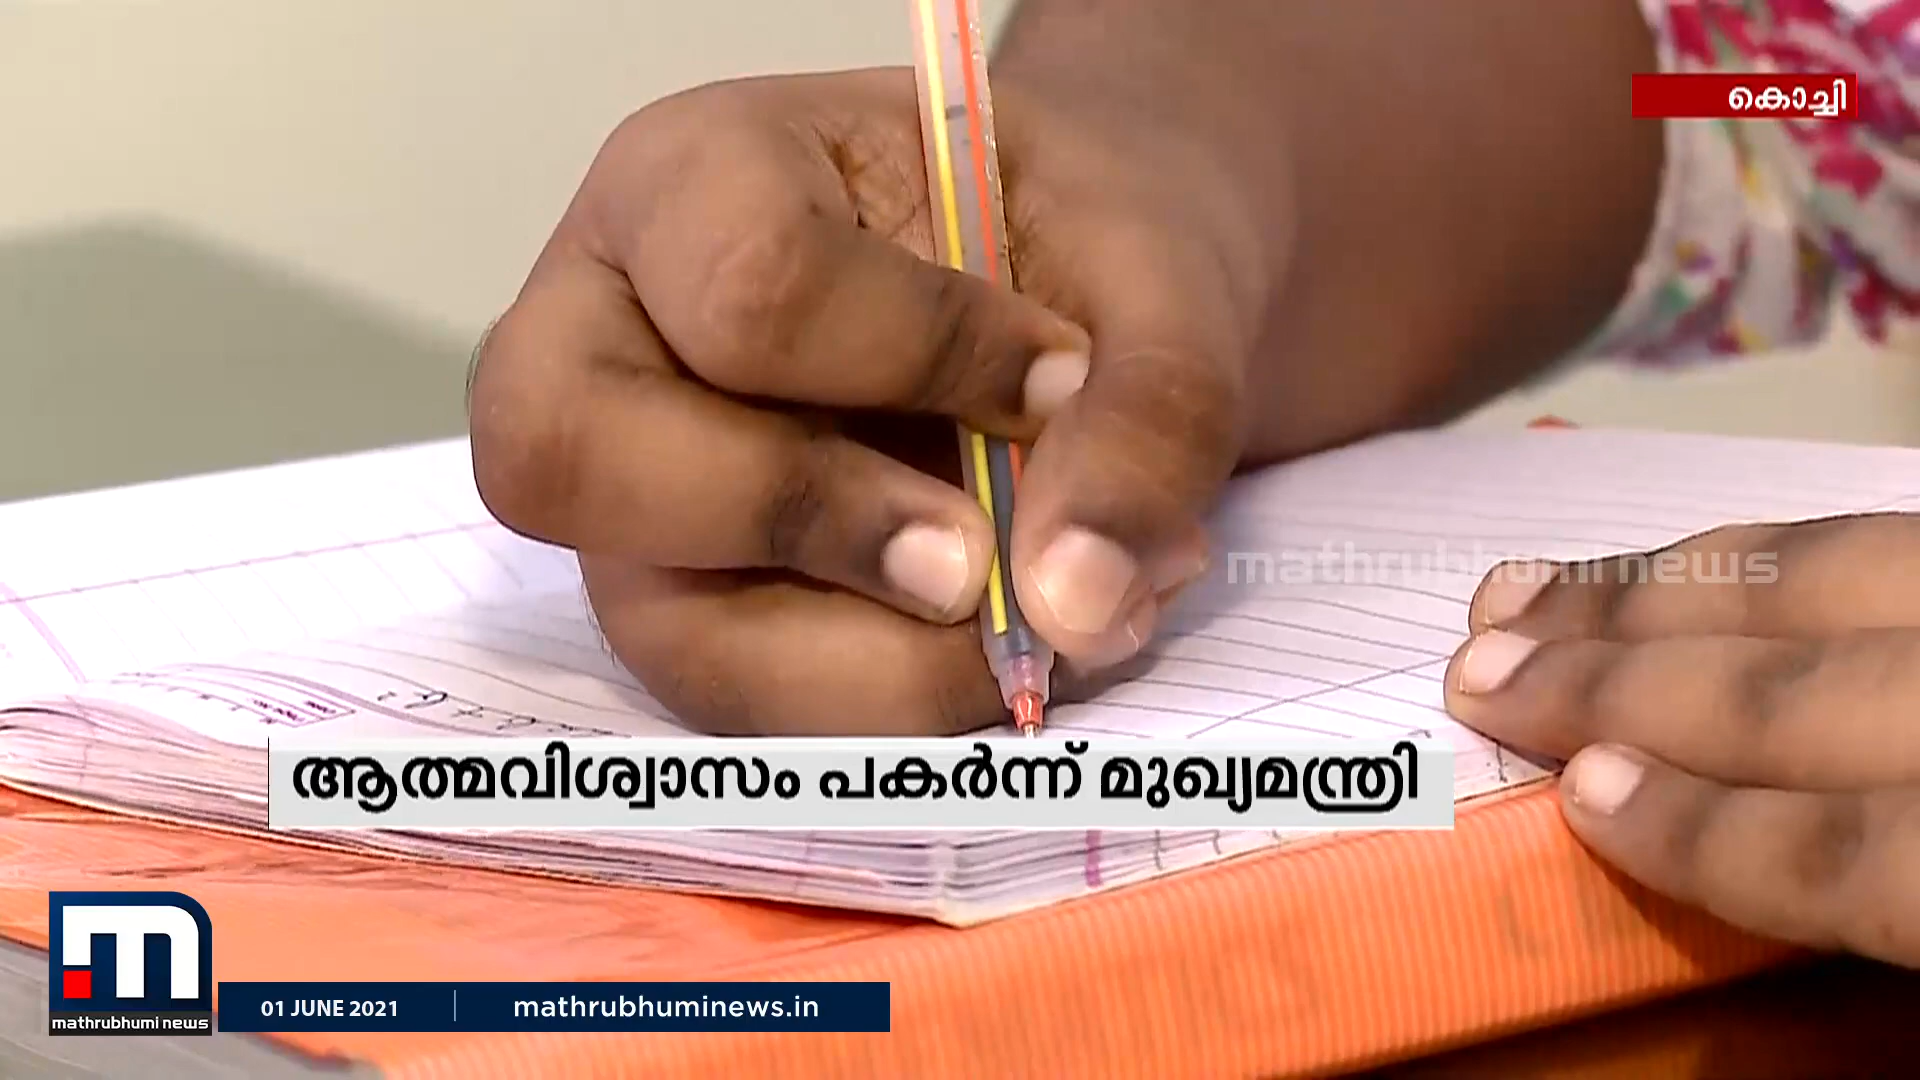 കൊച്ചി
mathrubhumi news
ആത്മവിശ്വാസം പകർന്ന് മുഖ്യമന്ത്രി
mathrubhumi news
01 JUNE 2021
mathrubhuminews.in